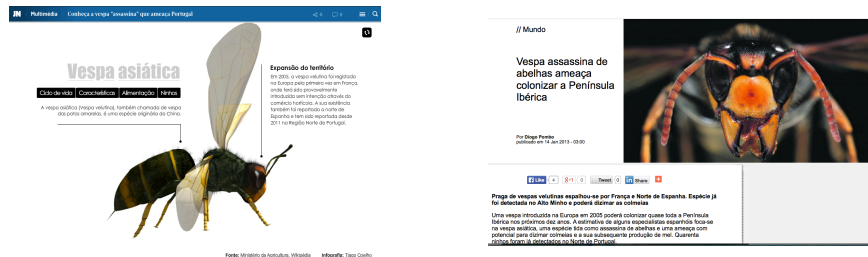 JN Multimédia Conheça a vespa "assassina" que ameaça Portugal
0 0
Vespa asiática
Ciclo de vida Características Alimentação Ninhos
A vespa asiática (Vespa velutina), também chamada de vespa
das patas amarelas, é uma espécie originária da China.
Expansão do território
Em 2005, a vespa velutina foi registada
na Europa pela primeira vez em França,
onde terá sido provavelmente
introduzida sem intenção através do
comércio hortícola. A sua existência
também foi reportada a norte de
Espanha e tem sido reportada desde
2011 na Região Norte de Portugal.
Fonte: Ministério da Agricultura, Wikipédia Infografia: Tiago Coelho
// Mundo
Vespa assassina de
abelhas ameaça
colonizar a Península
Ibérica
Por Diogo Pombo
publicado em 14 Jan 2013 - 03:00
Like 4 +1 0 Tweet 0 in Share
Praga de vespas velutinas espalhou-se por França e Norte de Espanha. Espécie já
foi detectada no Alto Minho e poderá dizimar as colmeias
Uma vespa introduzida na Europa em 2005 poderá colonizar quase toda a Península
Ibérica nos próximos dez anos. A estimativa de alguns especialistas espanhóis foca-se
na vespa asiática, uma espécie tida como assassina de abelhas e uma ameaça com
potencial para dizimar colmeias e a sua subsequente produção de mel. Quarenta
ninhos foram já detectados no Norte de Portugal.